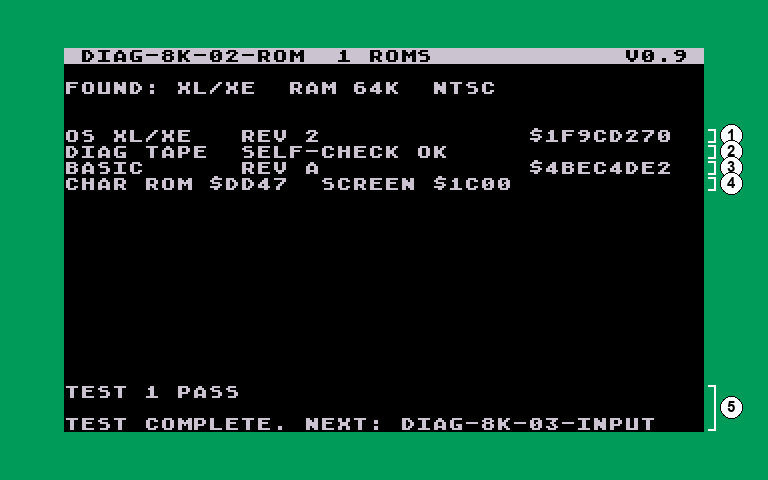 DIAG-8K-02-ROM  1 ROMS V0.9
FOUND: XL/XE  RAM 64K  NTSC
OS XL/XE   REV 2 $1F9CD270 1
DIAG TAPE  SELF-CHECK OK 2
BASIC      REV A $4BEC4DE2 3
CHAR ROM $DD47  SCREEN $1C00 4
TEST 1 PASS
5
TEST COMPLETE. NEXT: DIAG-8K-03-INPUT